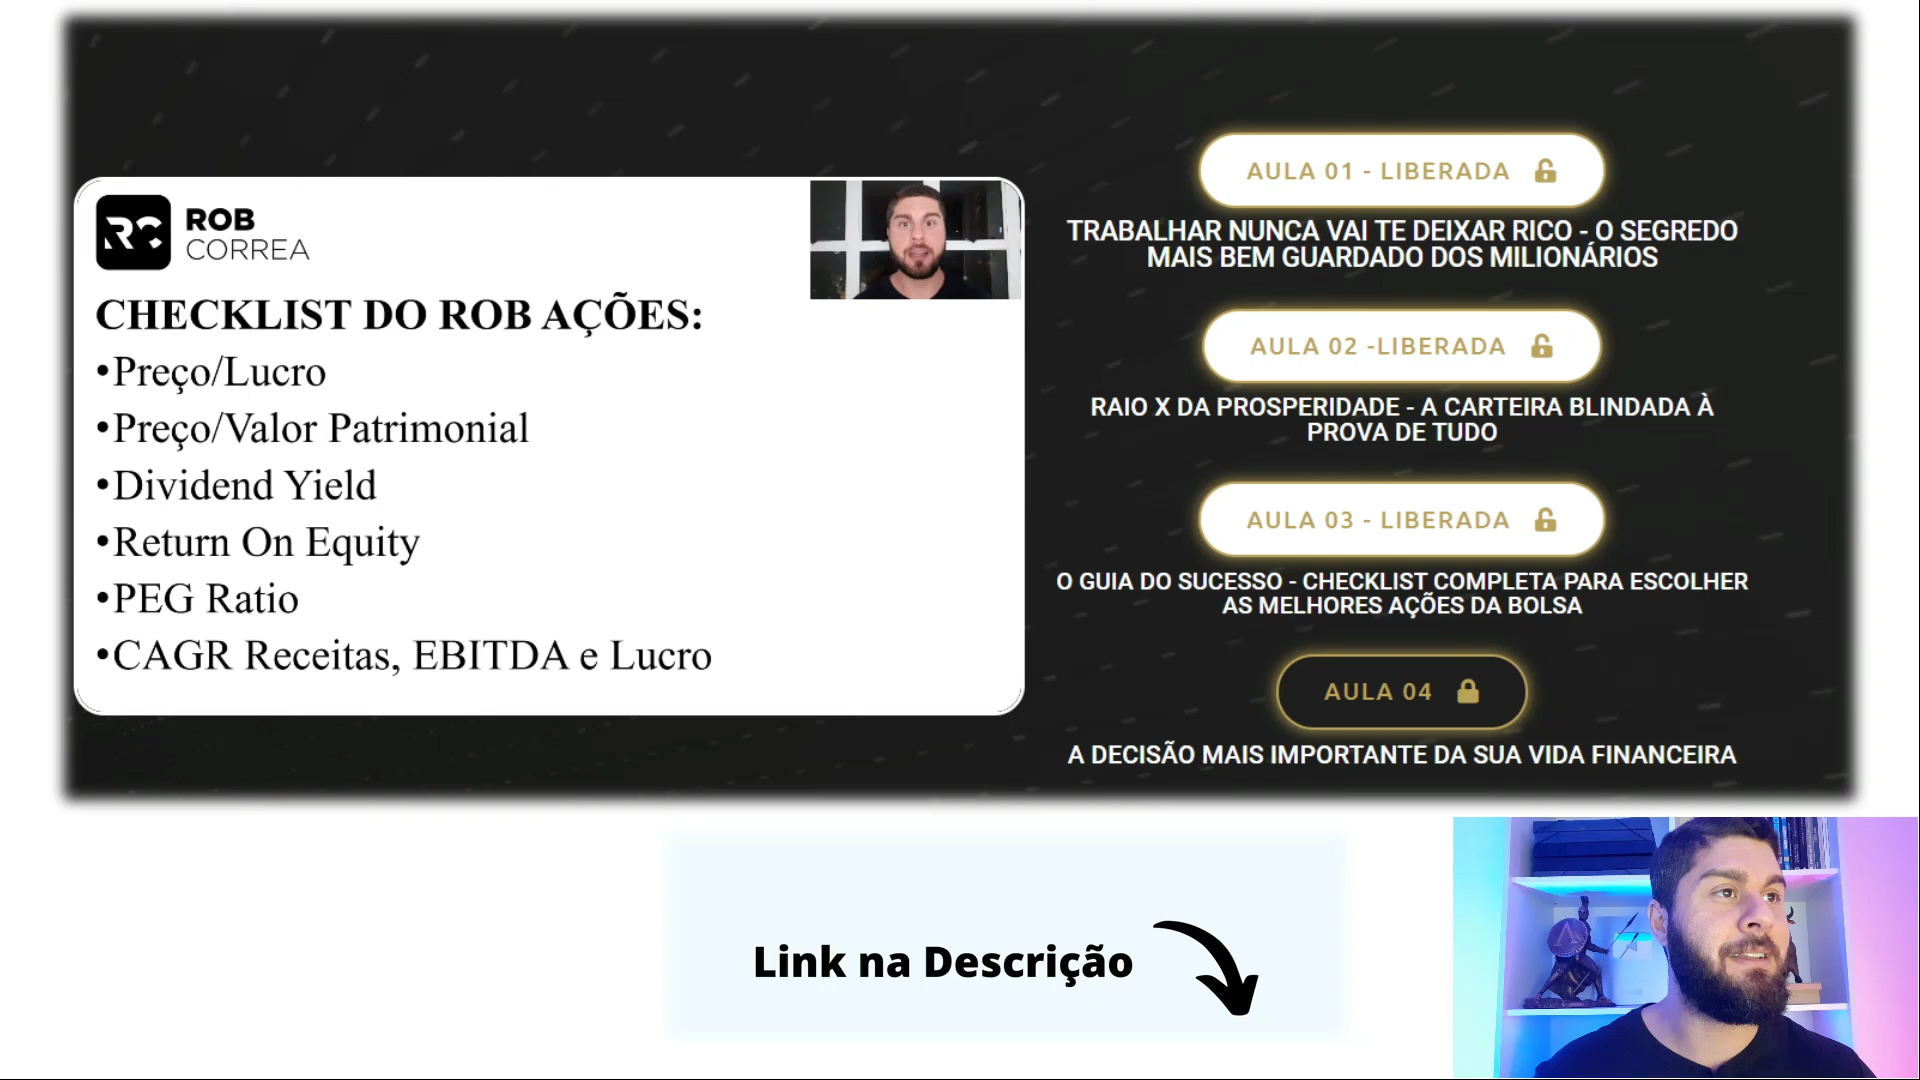 RC
ROB
CORREA
CHECKLIST DO ROB AÇÕES:
•Preço/Lucro
•Preço/Valor Patrimonial
•Dividend Yield
•Return On Equity
•PEG Ratio
•CAGR Receitas, EBITDA e Lucro
AULA 01 - LIBERADA
TRABALHAR NUNCA VAI TE DEIXAR RICO - O SEGREDO
MAIS BEM GUARDADO DOS MILIONÁRIOS
AULA 02 -LIBERADA
RAIO X DA PROSPERIDADE - A CARTEIRA BLINDADA À
PROVA DE TUDO
AULA 03 - LIBERADA
O GUIA DO SUCESSO - CHECKLIST COMPLETA PARA ESCOLHER
AS MELHORES AÇÕES DA BOLSA
AULA 04
A DECISÃO MAIS IMPORTANTE DA SUA VIDA FINANCEIRA
Link na Descrição